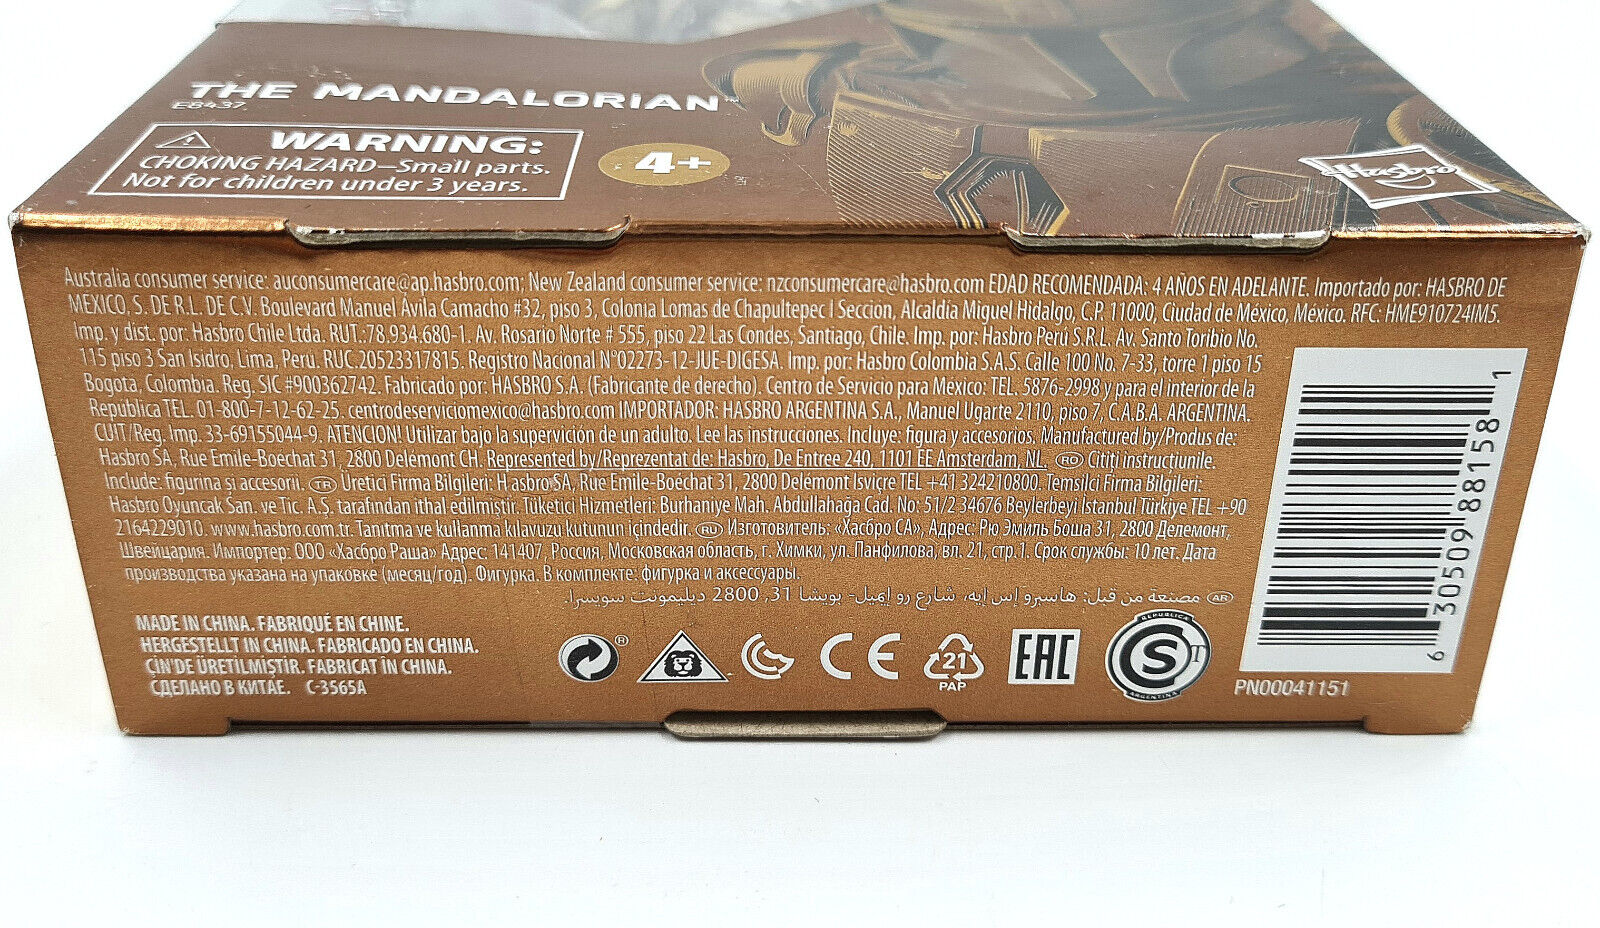 THE MANDALORIAN™
E8437.
WARNING:
CHOKING HAZARD—Small parts.
Not for children under 3 years.
4+
Hasbro
Australia consumer service: auconsumercare@ap.hasbro.com; New Zealand consumer service: nzconsumercare@hasbro.com EDAD RECOMENDADA: 4 AÑOS EN ADELANTE. Importado por: HASBRO DE
MEXICO, S. DE R.L. DE C.V. Boulevard Manuel Ávila Camacho #32, piso 3, Colonia Lomas de Chapultepec I Sección, Alcaldía Miguel Hidalgo, C.P. 11000, Ciudad de México, México. RFC: HME910724IM5.
Imp. y dist. por: Hasbro Chile Ltda. RUT.:78.934.680-1. Av. Rosario Norte # 555, piso 22 Las Condes, Santiago, Chile. Imp. por: Hasbro Perú S.R.L. Av. Santo Toribio No.
115 piso 3 San Isidro, Lima, Perú. RUC.20523317815. Registro Nacional N°02273-12-JUE-DIGESA. Imp. por: Hasbro Colombia S.A.S. Calle 100 No. 7-33, torre 1 piso 15
Bogota, Colombia. Reg. SIC #900362742. Fabricado por: HASBRO S.A. (Fabricante de derecho). Centro de Servicio para México: TEL. 5876-2998 y para el interior de la
República TEL. 01-800-7-12-62-25. centrodeserviciomexico@hasbro.com IMPORTADOR: HASBRO ARGENTINA S.A., Manuel Ugarte 2110, piso 7, C.A.B.A. ARGENTINA.
CUIT/Reg. Imp. 33-69155044-9. ATENCION! Utilizar bajo la supervición de un adulto. Lee las instrucciones. Incluye: figura y accesorios. Manufactured by/Produs de:
Hasbro SA, Rue Emile-Boéchat 31, 2800 Delémont CH. Represented by/Reprezentat de: Hasbro, De Entree 240, 1101 EE Amsterdam, NL. RO Citiți instrucțiunile.
Include: figurina și accesorii. TR Üretici Firma Bilgileri: Hasbro SA, Rue Emile-Boéchat 31, 2800 Delémont İsviçre TEL +41 324210800. Temsilci Firma Bilgileri:
Hasbro Oyuncak San. ve Tic. A.Ş. tarafından ithal edilmiştir. Tüketici Hizmetleri: Burhaniye Mah. Abdullahağa Cad. No: 51/2 34676 Beylerbeyi İstanbul Türkiye TEL +90
2164229010. www.hasbro.com.tr. Tanıtma ve kullanma kılavuzu kutunun içindedir. RU Изготовитель: «Хасбро СА», Адрес: Рю Эмиль Боша 31, 2800 Делемонт,
Швейцария. Импортер: ООО «Хасбро Раша» Адрес: 141407, Россия, Московская область, г. Химки, ул. Панфилова, вл. 21, стр.1. Срок службы: 10 лет. Дата
производства указана на упаковке (месяц/год). Фигурка. В комплекте: фигурка и аксессуары.
AR مصنعة من قبل: هاسبرو إس إيه، شارع رو إميل- بويشا 31, 2800 ديليمونت سويسرا.
MADE IN CHINA. FABRIQUÉ EN CHINE.
HERGESTELLT IN CHINA. FABRICADO EN CHINA.
ÇİN'DE ÜRETİLMİŞTİR. FABRICAT ÎN CHINA.
СДЕЛАНО В КИТАЕ. C-3565A
®
CE
21
PAP
EAC
REPUBLICA
S T
ARGENTINA
6 30509 88158 1
PN00041151